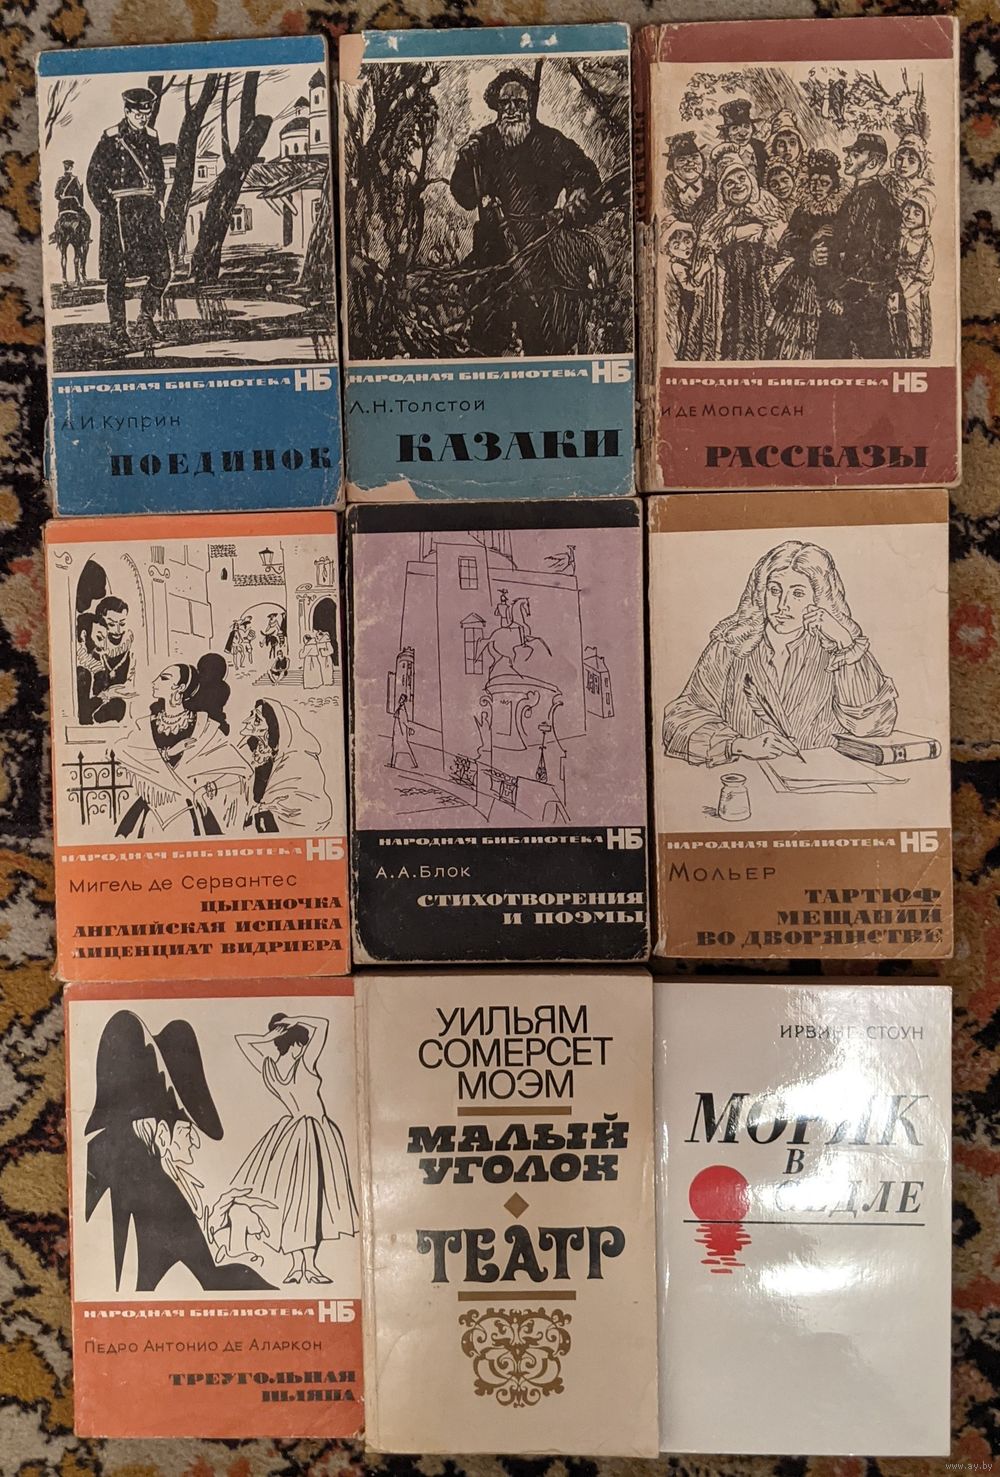 НАРОДНАЯ БИБЛИОТЕКА НБ
А.И.Куприн
ПОЕДИНОК
НАРОДНАЯ БИБЛИОТЕКА НБ
Л.Н.Толстой
КАЗАКИ
НАРОДНАЯ БИБЛИОТЕКА НБ
И ДЕ МОПАССАН
РАССКАЗЫ
НАРОДНАЯ БИБЛИОТЕКА НБ
Мигель де Сервантес
ЦЫГАНОЧКА
АНГЛИЙСКАЯ ИСПАНКА
ЛИЦЕНЦИАТ ВИДРИЕРА
НАРОДНАЯ БИБЛИОТЕКА НБ
А.А.Блок
СТИХОТВОРЕНИЯ
И ПОЭМЫ
НАРОДНАЯ БИБЛИОТЕКА НБ
Мольер
ТАРТЮФ
МЕЩАНИН
ВО ДВОРЯНСТВЕ
НАРОДНАЯ БИБЛИОТЕКА НБ
Педро Антонио де Аларкон
ТРЕУГОЛЬНАЯ
ШЛЯПА
УИЛЬЯМ
СОМЕРСЕТ
МОЭМ
МАЛЫЙ
УГОЛОК
ТЕАТР
ИРВИНГ СТОУН
МОРЯК
В
СЕДЛЕ
www.ay.by